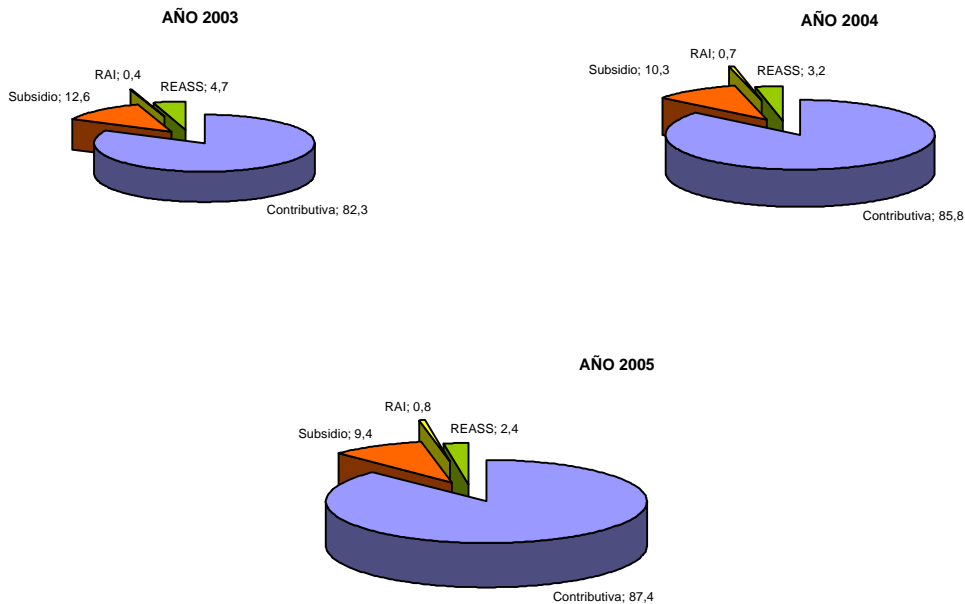 AÑO 2003
RAI; 0,4
REASS; 4,7
Subsidio; 12,6
Contributiva; 82,3
AÑO 2004
RAI; 0,7
Subsidio; 10,3
REASS; 3,2
Contributiva; 85,8
AÑO 2005
RAI; 0,8
REASS; 2,4
Subsidio; 9,4
Contributiva; 87,4